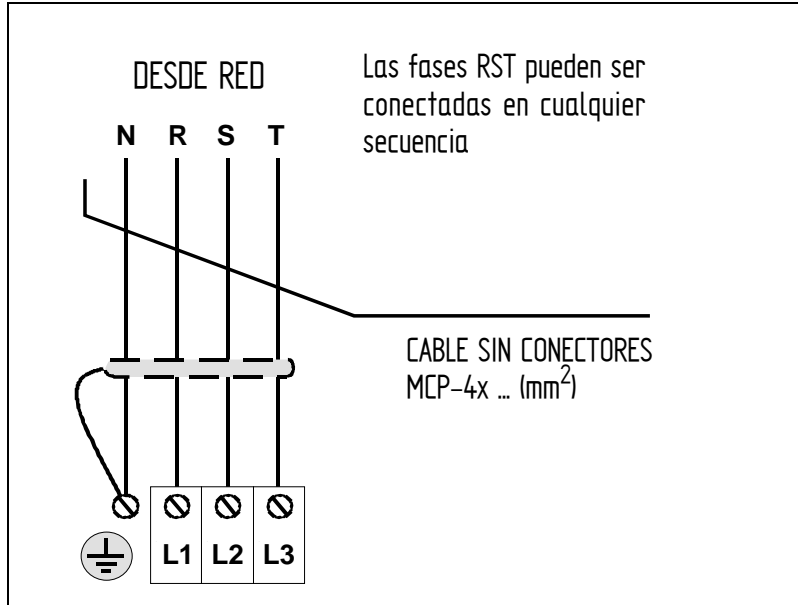 DESDE RED
Las fases RST pueden ser
conectadas en cualquier
secuencia
N R S T
CABLE SIN CONECTORES
MCP-4x ... (mm²)
L1 L2 L3